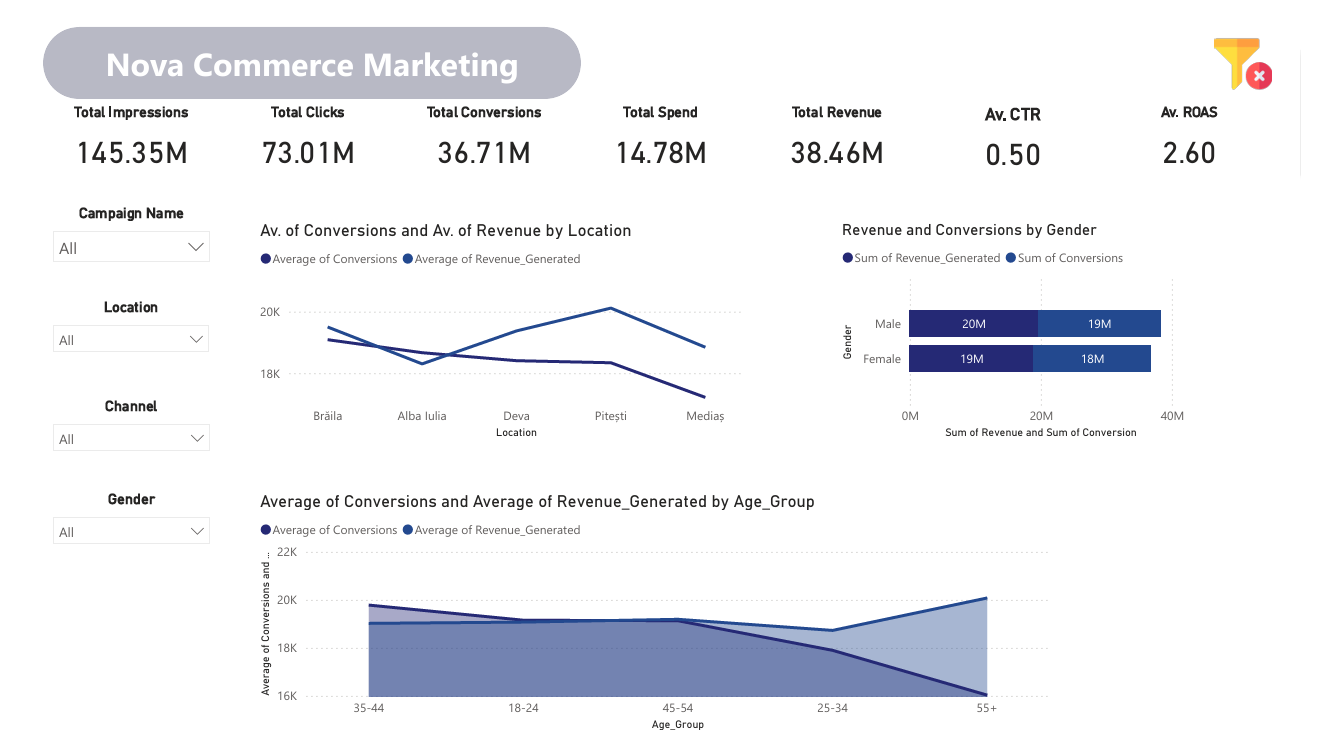 Nova Commerce Marketing
Total Impressions
145.35M
Total Clicks
73.01M
Total Conversions
36.71M
Total Spend
14.78M
Total Revenue
38.46M
Av. CTR
0.50
Av. ROAS
2.60
Campaign Name
All
Location
All
Channel
All
Gender
All
Av. of Conversions and Av. of Revenue by Location
Average of Conversions Average of Revenue_Generated
20K
18K
Brăila Alba Iulia Deva Pitești Mediaș
Location
Revenue and Conversions by Gender
Sum of Revenue_Generated Sum of Conversions
Gender
Male 20M 19M
Female 19M 18M
0M 20M 40M
Sum of Revenue and Sum of Conversion
Average of Conversions and Average of Revenue_Generated by Age_Group
Average of Conversions Average of Revenue_Generated
Average of Conversions and ...
22K
20K
18K
16K
35-44 18-24 45-54 25-34 55+
Age_Group